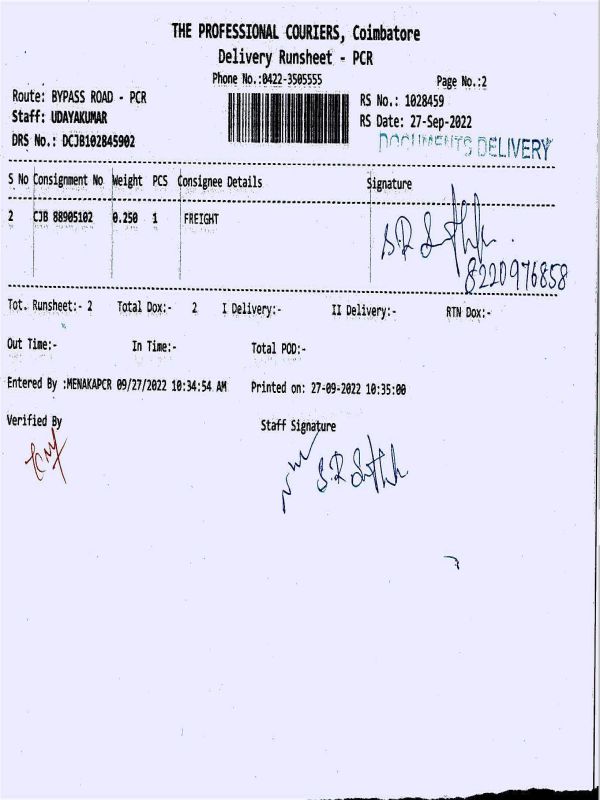 THE PROFESSIONAL COURIERS, Coimbatore
Delivery Runsheet - PCR
Phone No.:0422-3505555
Page No.:2
Route: BYPASS ROAD - PCR
RS No.: 1028459
Staff: UDAYAKUMAR
RS Date: 27-Sep-2022
DRS No.: DCJB102845902
DOCUMENTS DELIVERY
S No Consignment No Weight PCS Consignee Details Signature
2 CJB 88905102 0.250 1 FREIGHT
8220976858
Tot. Runsheet:- 2 Total Dox:- 2 I Delivery:- II Delivery:- RTN Dox:-
Out Time:- In Time:- Total POD:-
Entered By :MENAKAPCR 09/27/2022 10:34:54 AM Printed on: 27-09-2022 10:35:00
Verified By Staff Signature